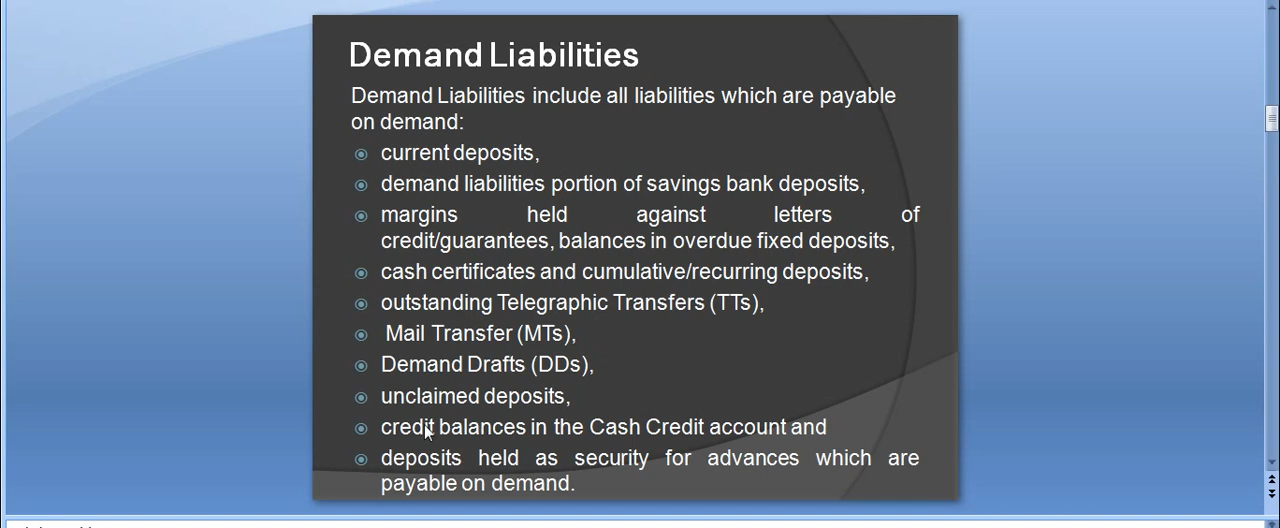 Demand Liabilities
Demand Liabilities include all liabilities which are payable
on demand:
current deposits,
demand liabilities portion of savings bank deposits,
margins held against letters of
credit/guarantees, balances in overdue fixed deposits,
cash certificates and cumulative/recurring deposits,
outstanding Telegraphic Transfers (TTs),
Mail Transfer (MTs),
Demand Drafts (DDs),
unclaimed deposits,
credit balances in the Cash Credit account and
deposits held as security for advances which are
payable on demand.